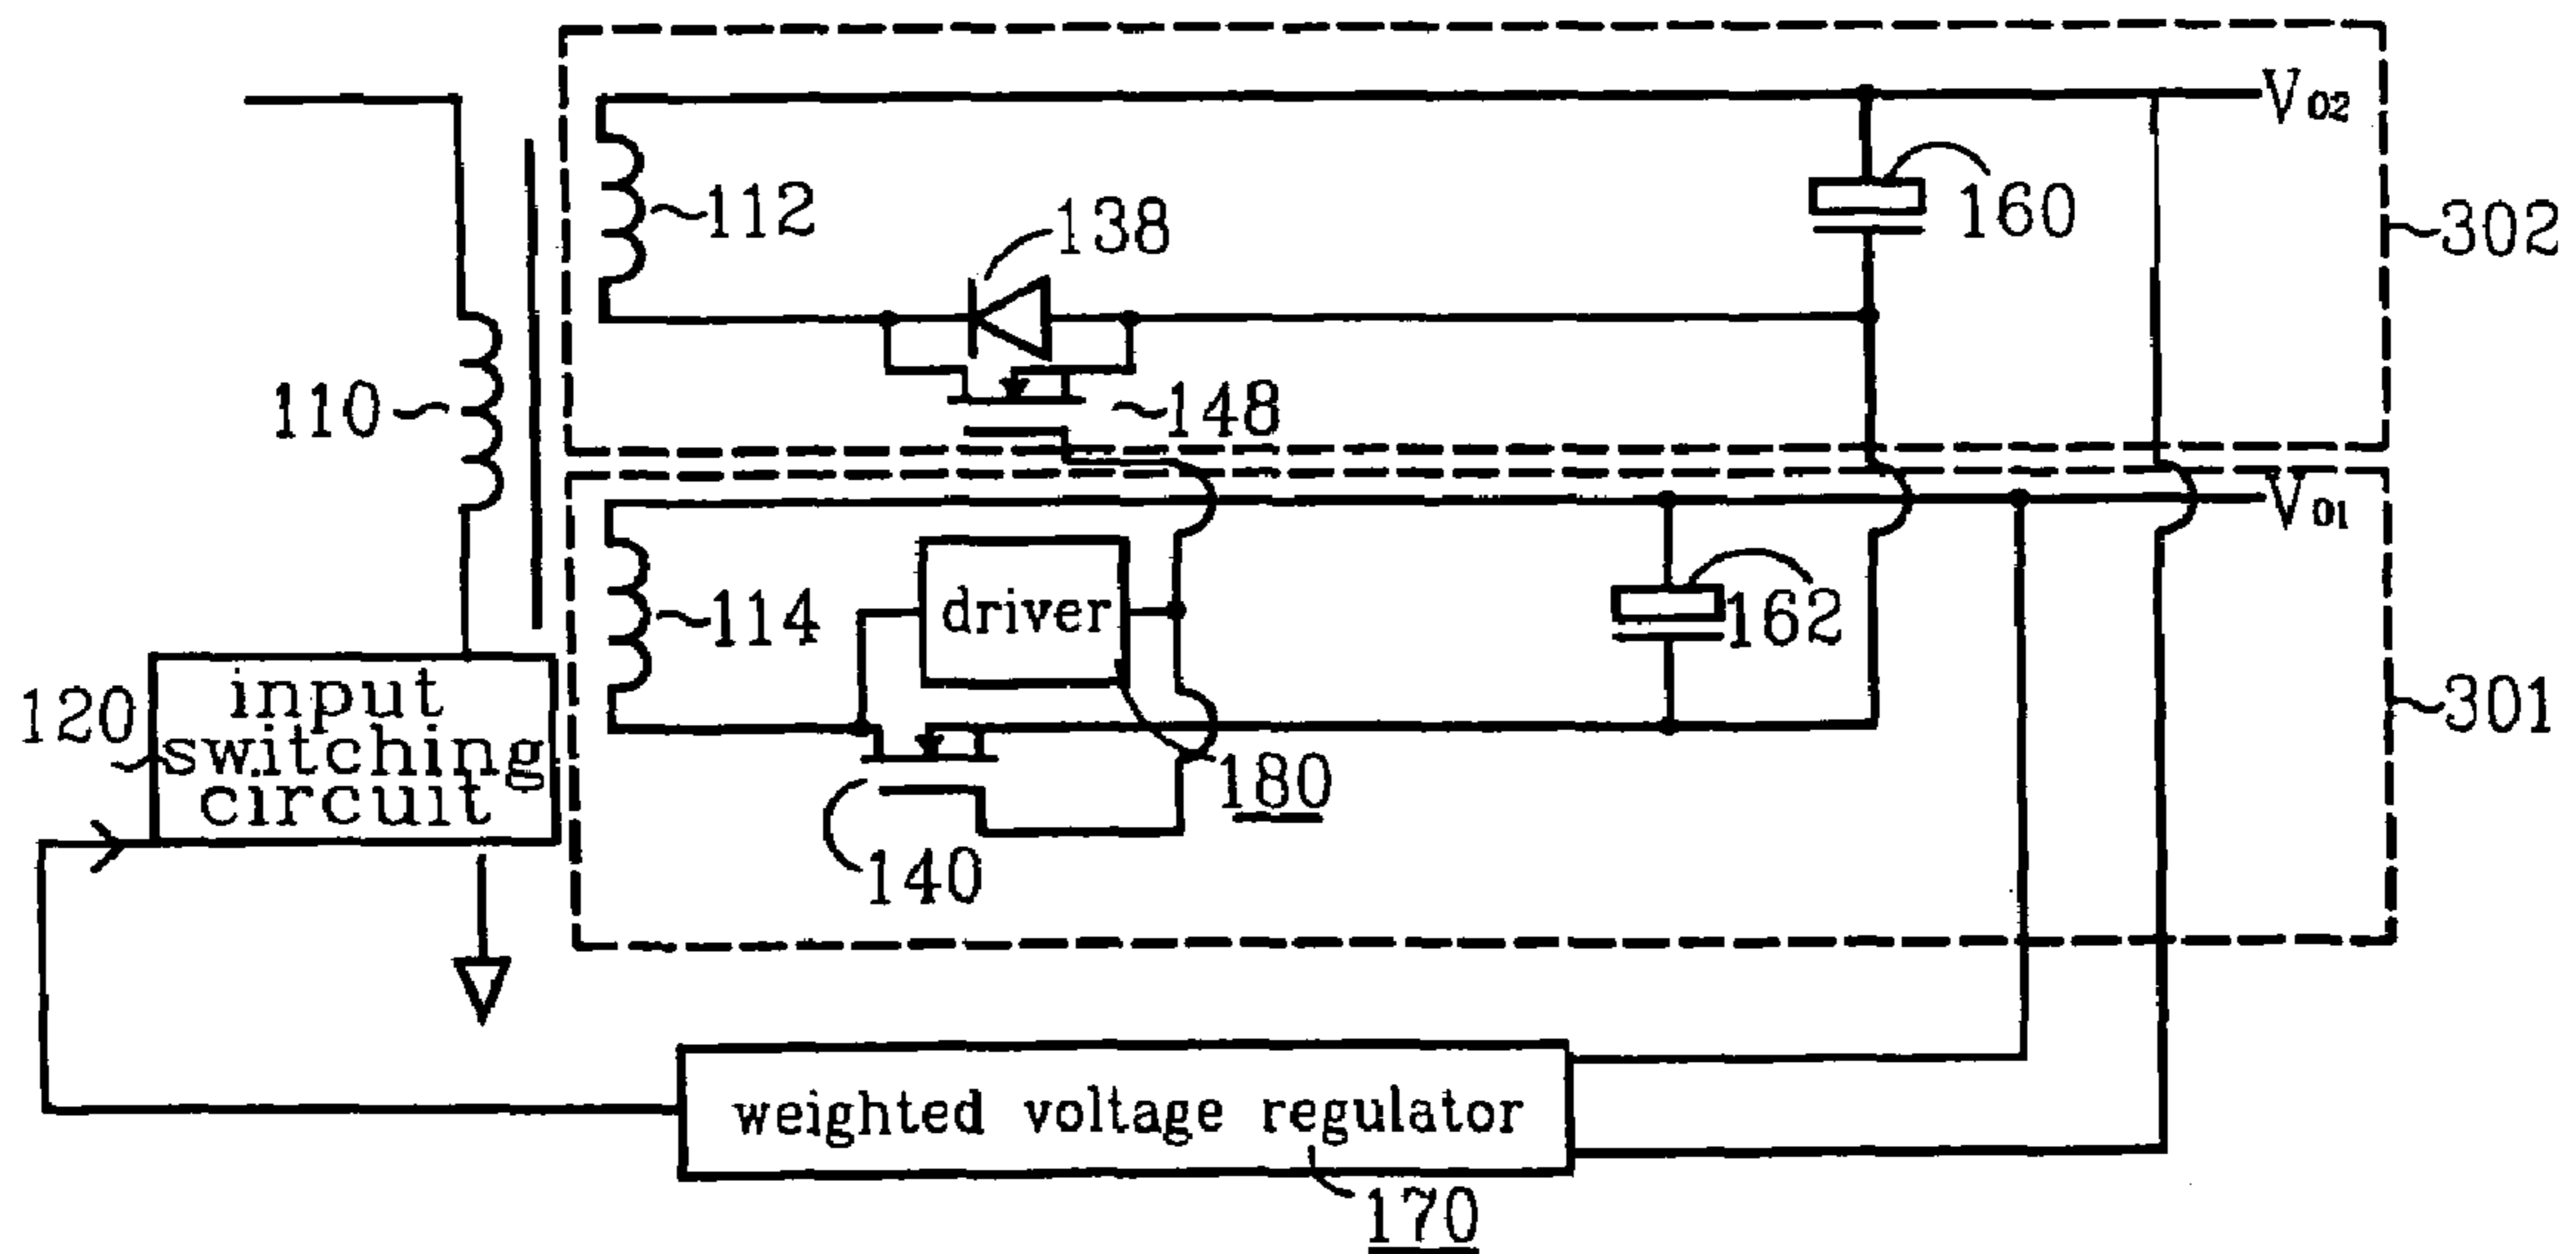 V02
112
138
160
302
110
148
V01
driver
114
162
120
input
switching
circuit
301
180
140
weighted voltage regulator
170